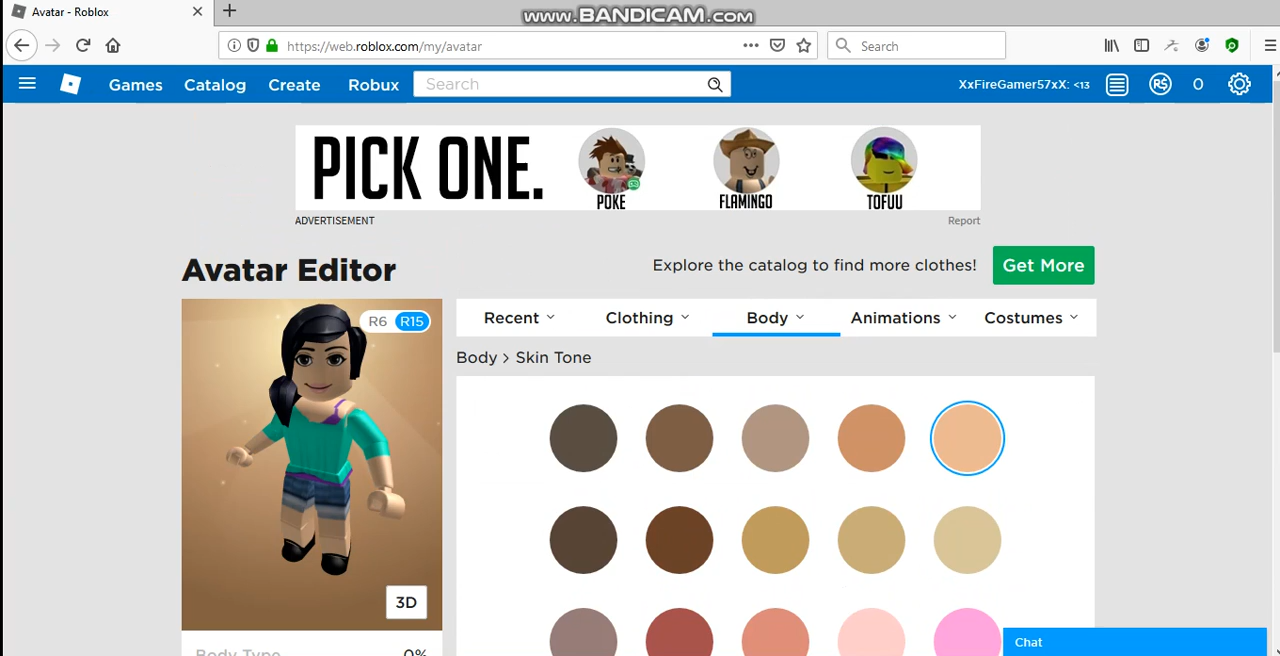 Avatar - Roblox
www.BANDICAM.com
https://web.roblox.com/my/avatar
Search
Games Catalog Create Robux Search
XxFireGamer57xX: <13
R$ 0
PICK ONE.
POKE FLAMINGO TOFUU
ADVERTISEMENT Report
Avatar Editor
Explore the catalog to find more clothes! Get More
R6 R15
Recent Clothing Body Animations Costumes
Body > Skin Tone
3D
Body Type 0%
Chat